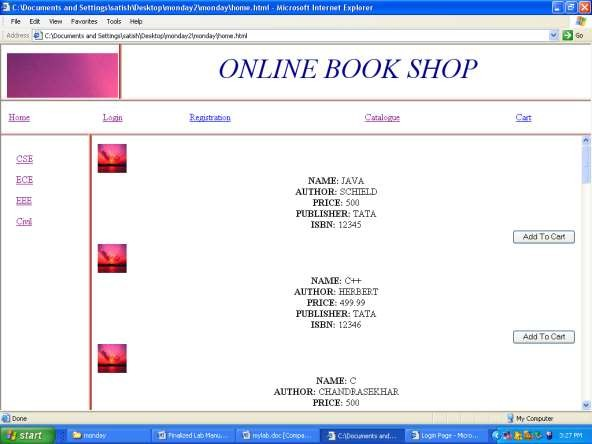 C:\Documents and Settings\satish\Desktop\monday2\monday\home.html - Microsoft Internet Explorer
File Edit View Favorites Tools Help
Address C:\Documents and Settings\satish\Desktop\monday2\monday\home.html Go
ONLINE BOOK SHOP
Home Login Registration Catalogue Cart
CSE
ECE
EEE
Civil
NAME: JAVA
AUTHOR: SCHIELD
PRICE: 500
PUBLISHER: TATA
ISBN: 12345
Add To Cart
NAME: C++
AUTHOR: HERBERT
PRICE: 499.99
PUBLISHER: TATA
ISBN: 12346
Add To Cart
NAME: C
AUTHOR: CHANDRASEKHAR
PRICE: 500
Done My Computer
start monday Finalized Lab Manu... mylab.doc [Compa... C:\Documents and... Login Page - Micro... 3:27 PM